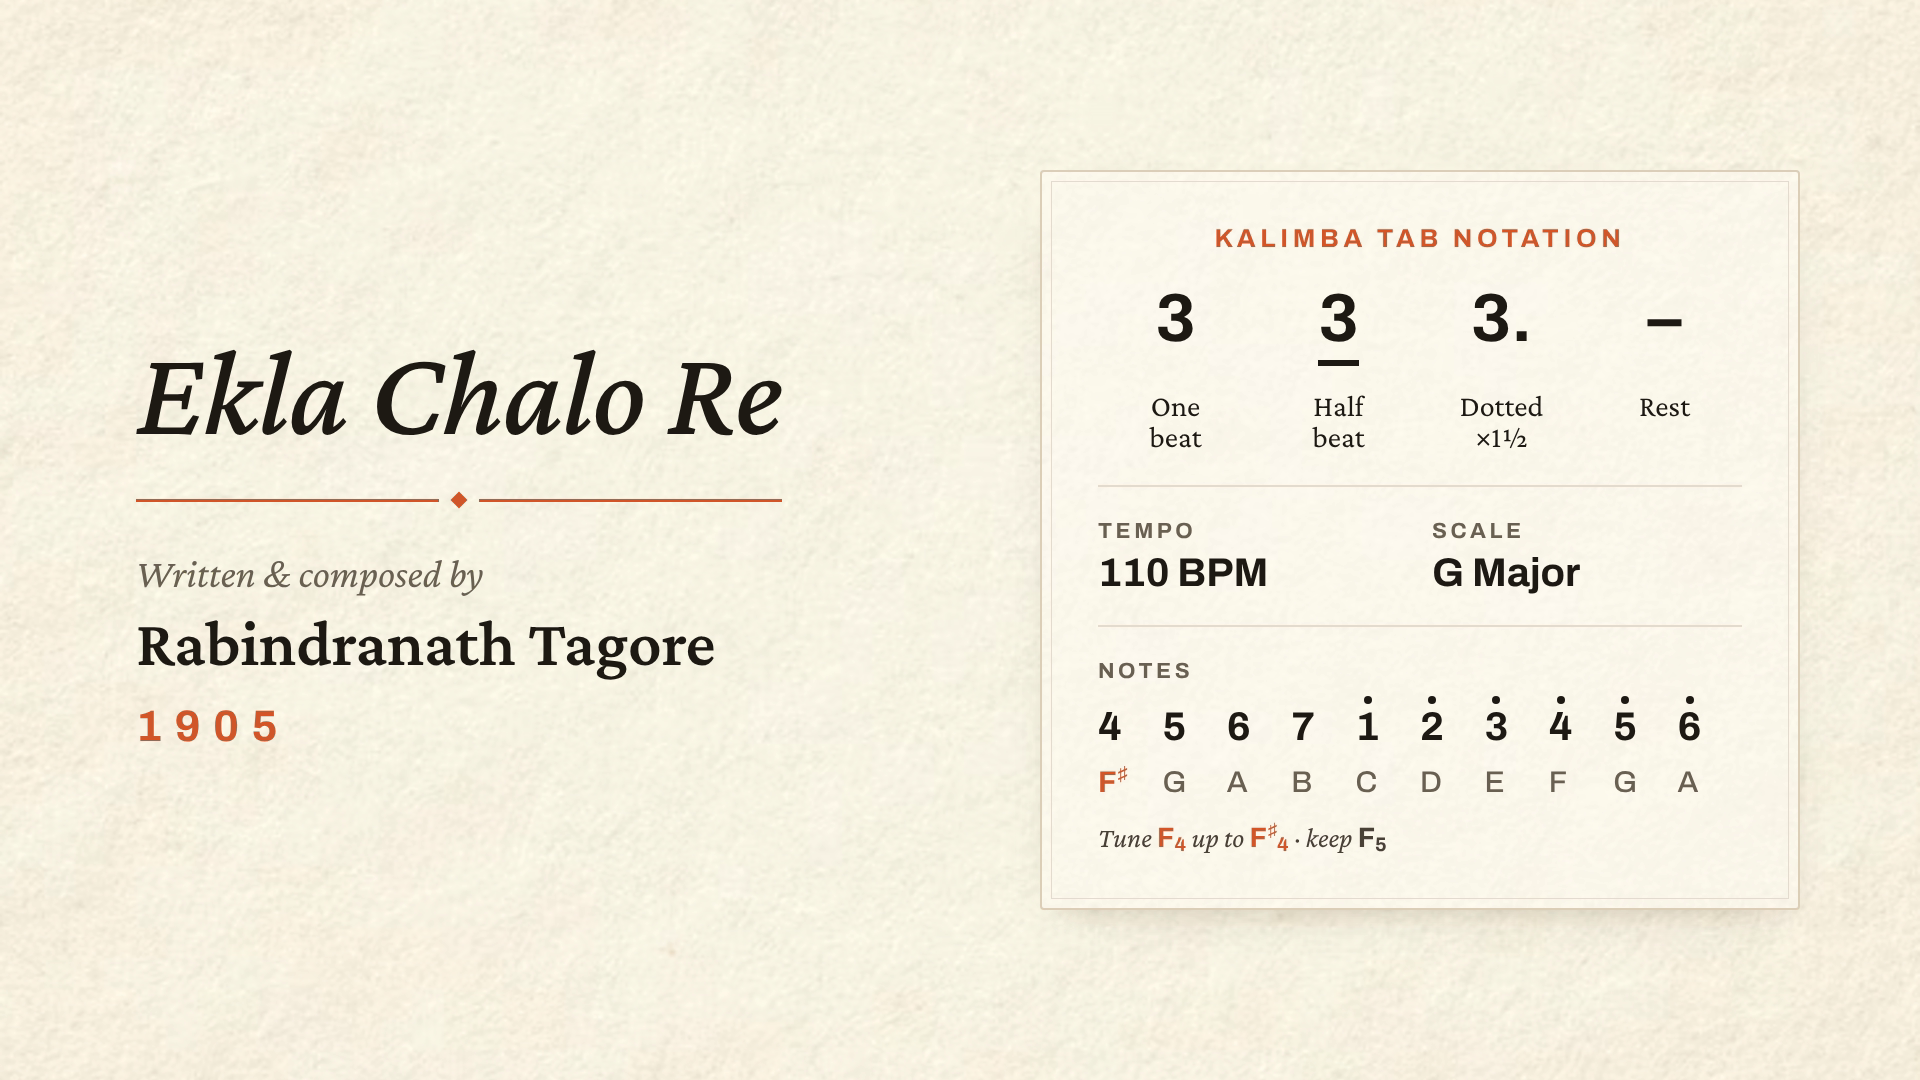 Ekla Chalo Re
Written & composed by
Rabindranath Tagore
1905
KALIMBA TAB NOTATION
3 3 3. –
One beat
Half beat
Dotted ×1½
Rest
TEMPO
110 BPM
SCALE
G Major
NOTES
4 5 6 7 1̇ 2̇ 3̇ 4̇ 5̇ 6̇
F♯ G A B C D E F G A
Tune F₄ up to F♯₄ · keep F₅